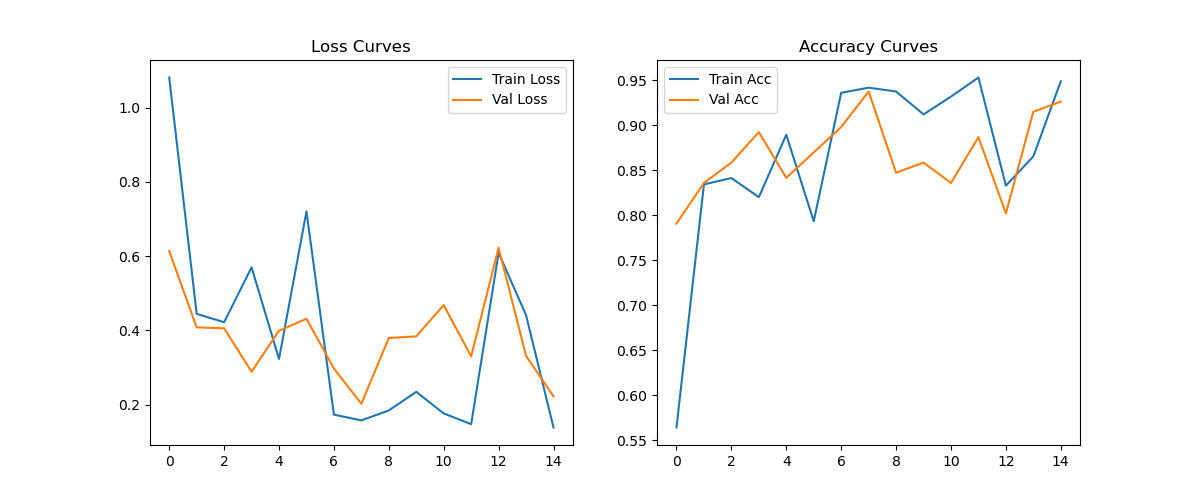 Loss Curves
Train Loss
Val Loss
1.0
0.8
0.6
0.4
0.2
0 2 4 6 8 10 12 14
Accuracy Curves
Train Acc
Val Acc
0.95
0.90
0.85
0.80
0.75
0.70
0.65
0.60
0.55
0 2 4 6 8 10 12 14